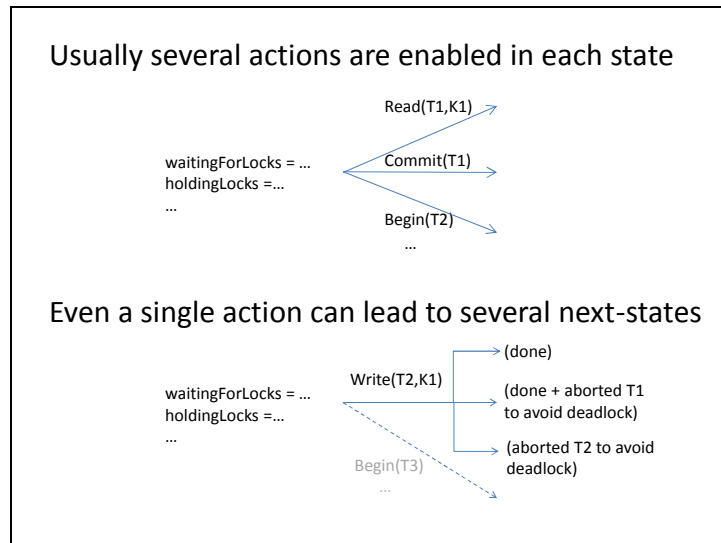 Usually several actions are enabled in each state
Read(T1,K1)
waitingForLocks = ...
holdingLocks =...
...
Commit(T1)
Begin(T2)
...
Even a single action can lead to several next-states
(done)
Write(T2,K1)
waitingForLocks = ...
holdingLocks =...
...
(done + aborted T1
to avoid deadlock)
(aborted T2 to avoid
deadlock)
Begin(T3)
...